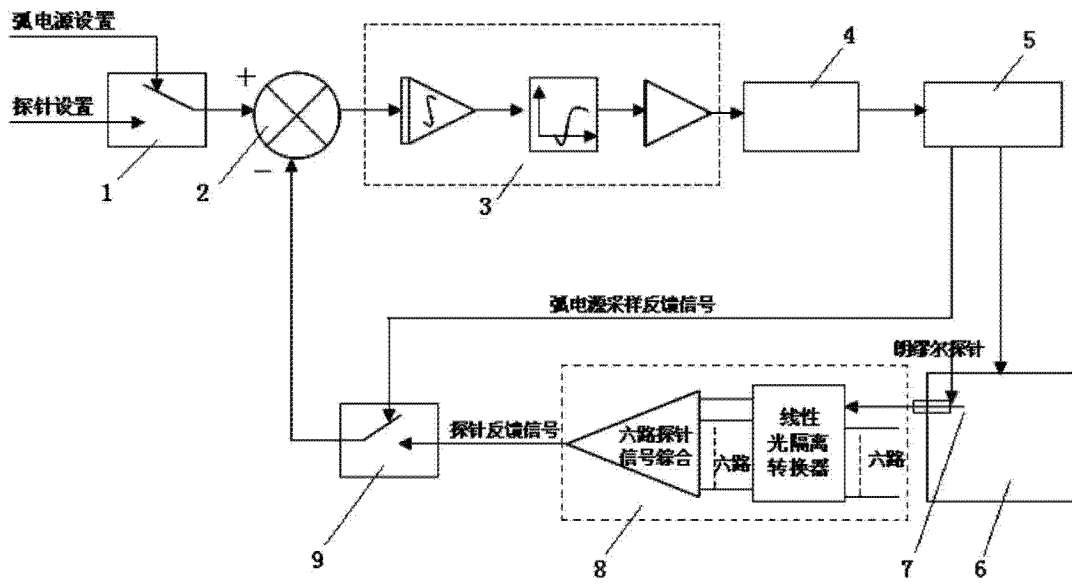 弧电源设置
探针设置
+
−
1
2
3
4
5
弧电源采样反馈信号
朗缪尔探针
探针反馈信号
六路探针
信号综合
六路
线性
光隔离
转换器
六路
9
8
7
6